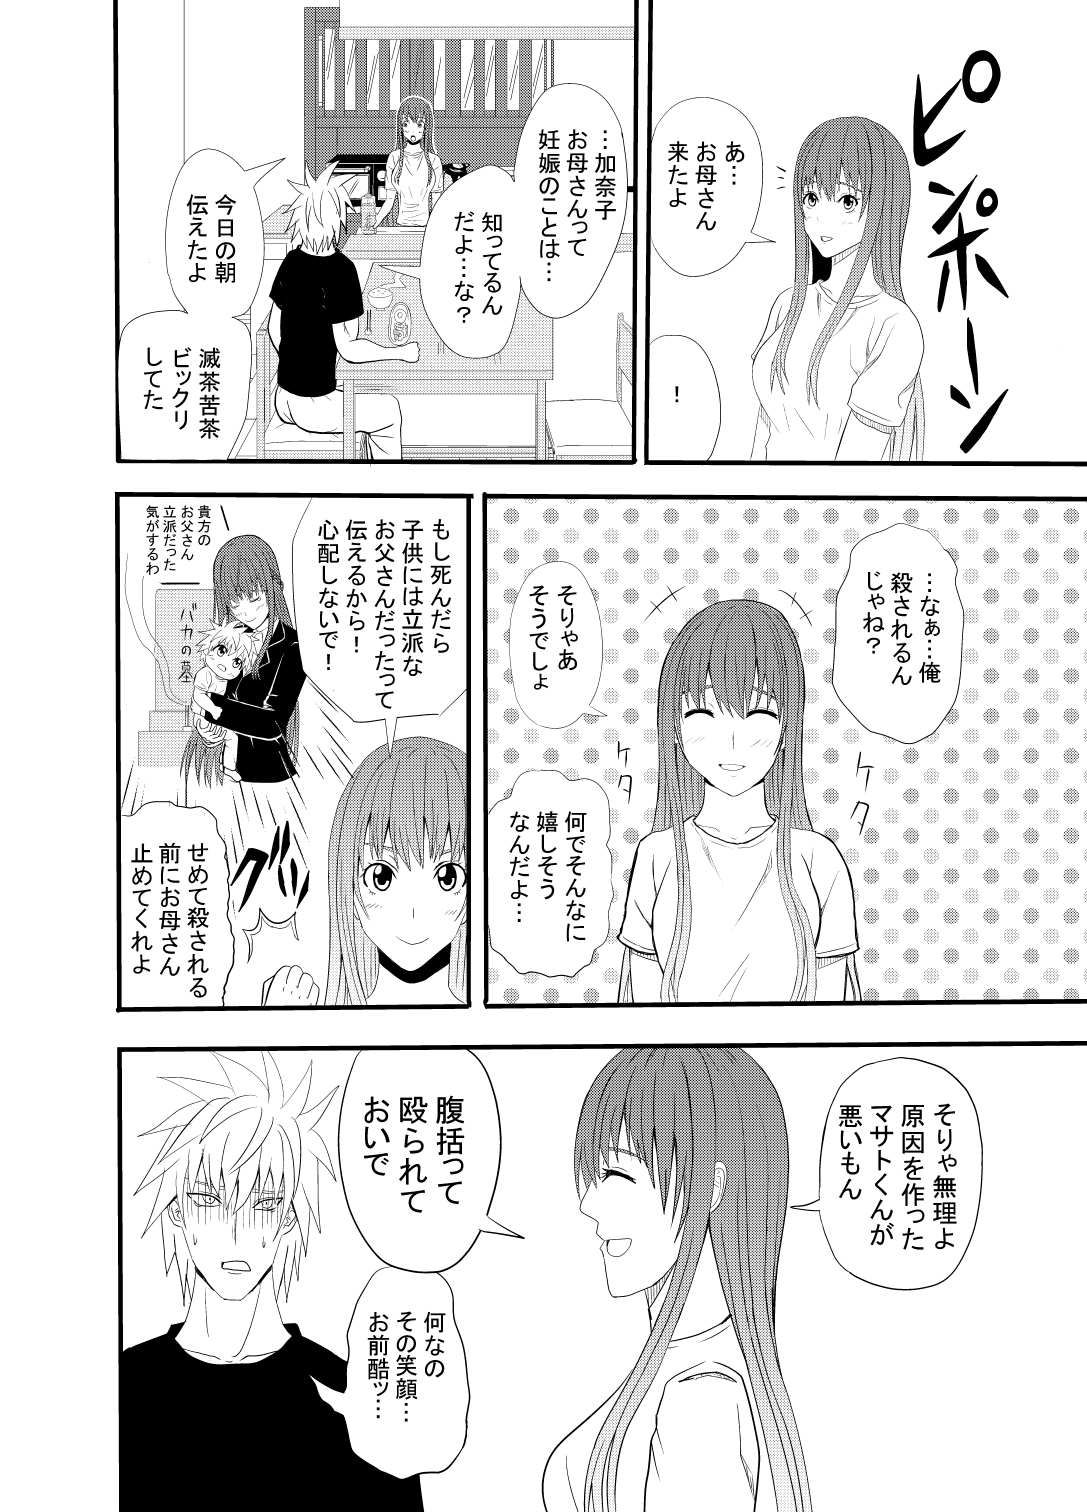 ピンポーン
あ…
お母さん
来たよ
!
…加奈子
お母さんって
妊娠のことは…
知ってるん
だよ…な?
今日の朝
伝えたよ
滅茶苦茶
ビックリ
してた
…なぁ…俺
殺されるん
じゃね?
そりゃあ
そうでしょ
ケタ
ケタ
何でそんなに
嬉しそう
なんだよ…
もし死んだら
子供には立派な
お父さんだったって
伝えるから!
心配しないで!
貴方の
お父さん
立派だった
気がするわ
バカの墓
グッ
せめて殺される
前にお母さん
止めてくれよ
そりゃ無理よ
原因を作った
マサトくんが
悪いもん
腹括って
殴られて
おいで
何なの
その笑顔…
お前酷ッ…